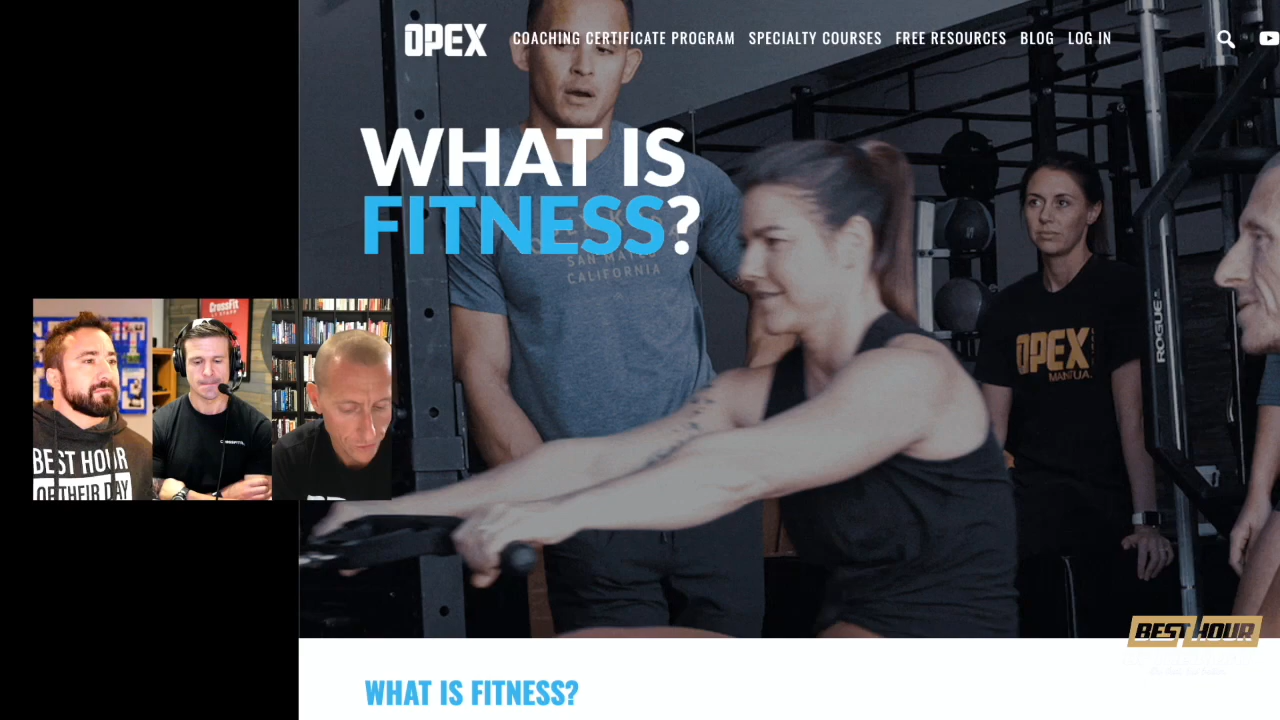 OPEX
COACHING CERTIFICATE PROGRAM SPECIALTY COURSES FREE RESOURCES BLOG LOG IN
WHAT IS
FITNESS?
SAN MATEO
CALIFORNIA
OPEX
MANTUA.
ROGUE
CrossFit
BEST HOUR
OF THEIR DAY
BEST HOUR
WHAT IS FITNESS?